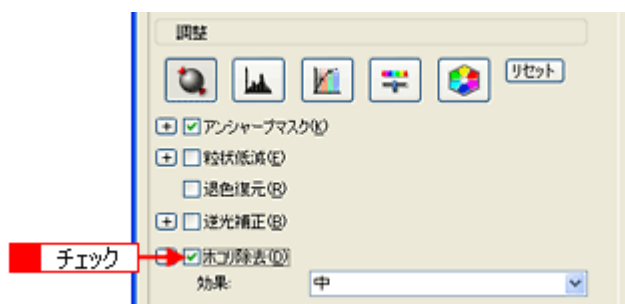 調整
リセット
アンシャープマスク(K)
粒状低減(E)
退色復元(R)
逆光補正(B)
チェック
ホコリ除去(D)
効果: 中